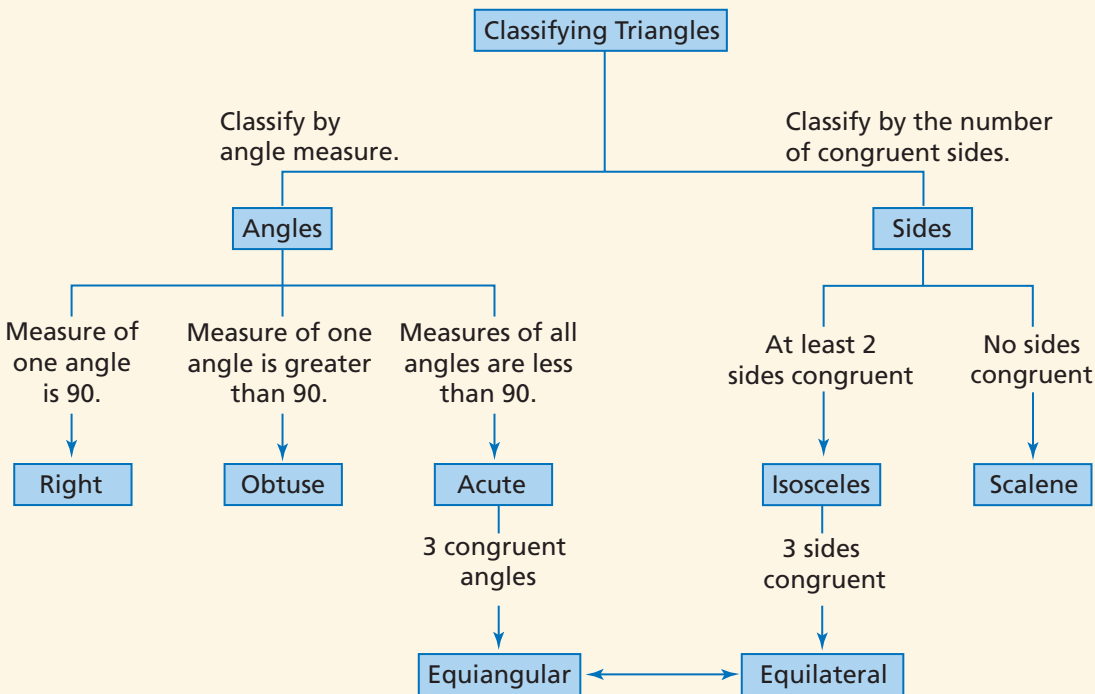 Classifying Triangles
Classify by
angle measure.
Classify by the number
of congruent sides.
Angles
Sides
Measure of
one angle
is 90.
Measure of one
angle is greater
than 90.
Measures of all
angles are less
than 90.
At least 2
sides congruent
No sides
congruent
Right
Obtuse
Acute
Isosceles
Scalene
3 congruent
angles
3 sides
congruent
Equiangular
Equilateral